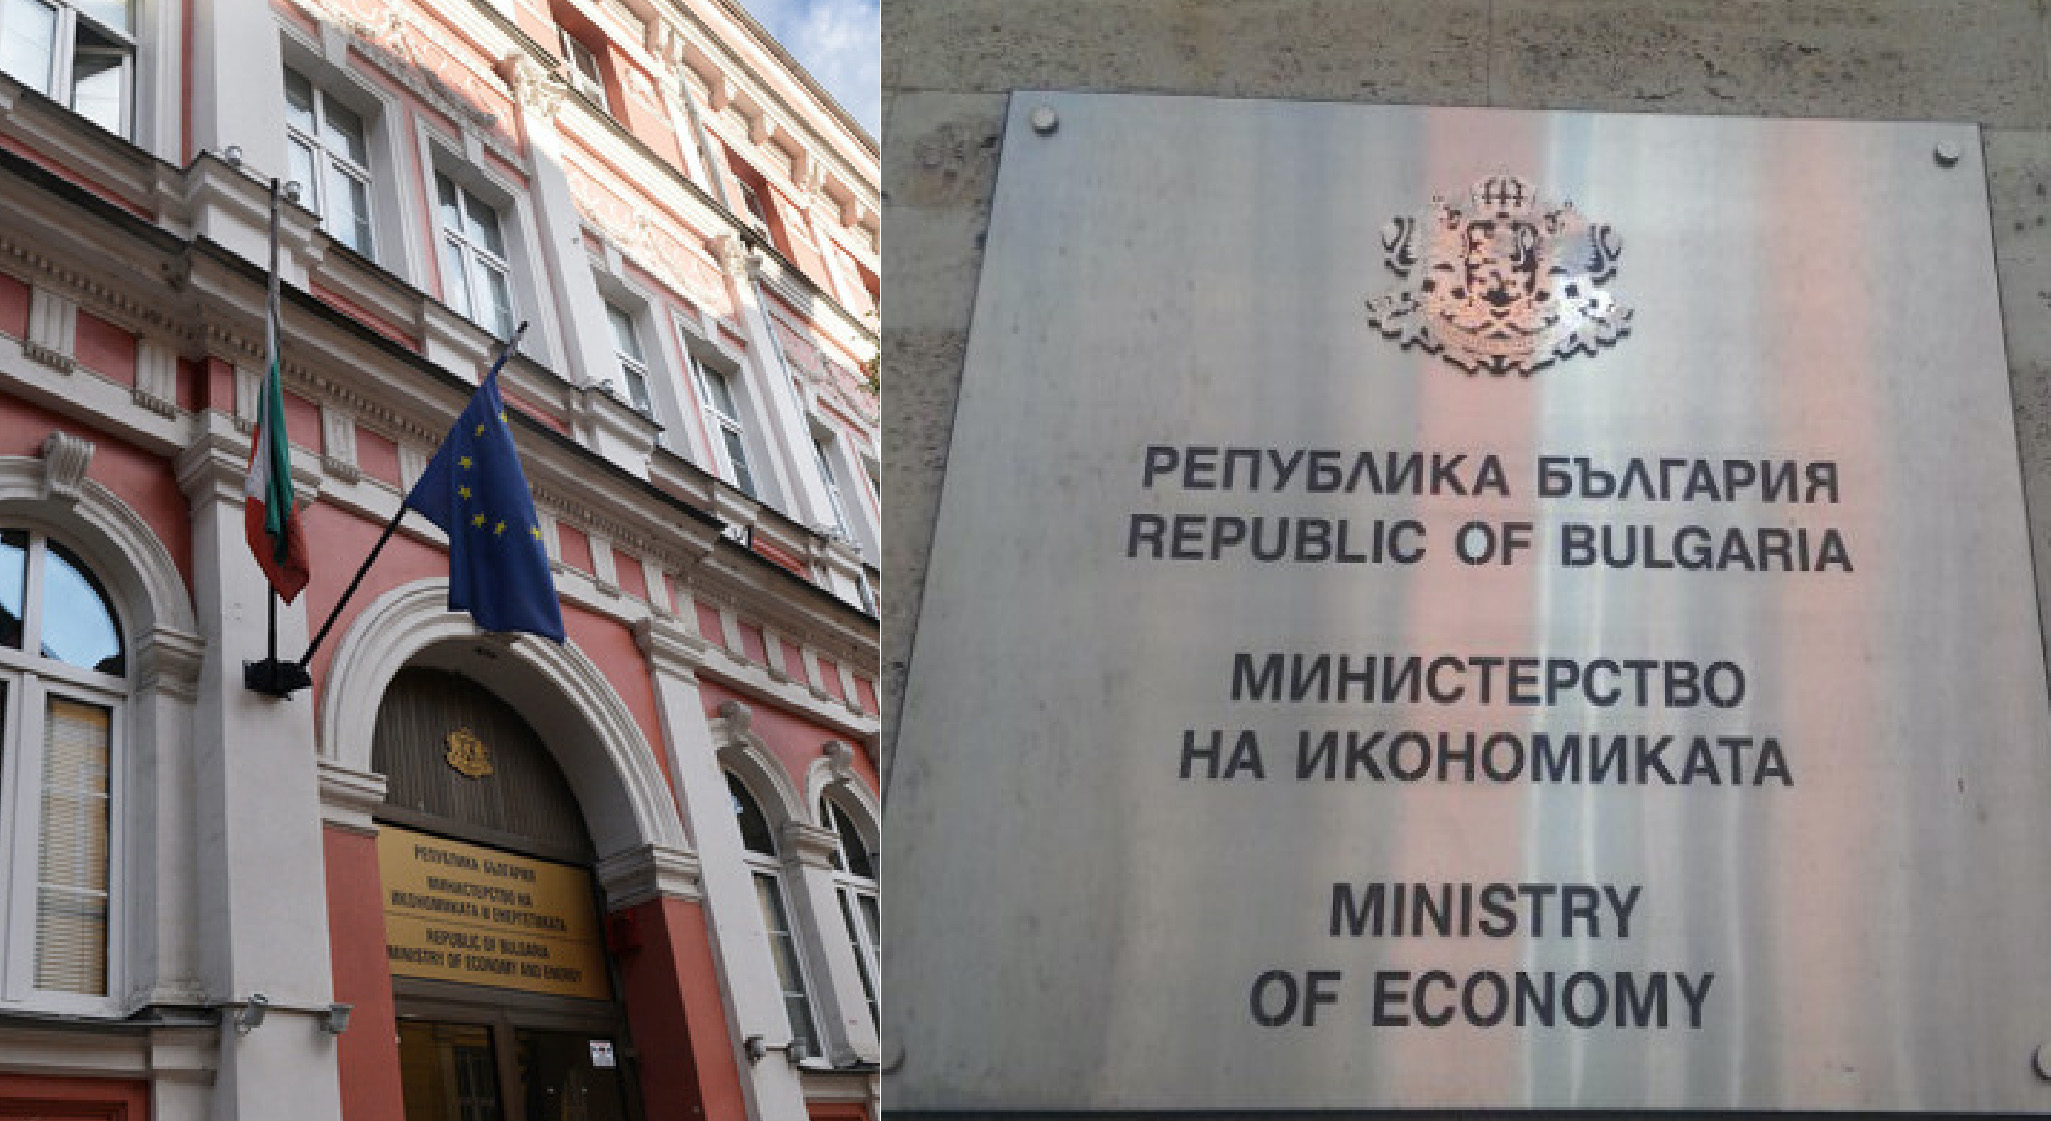 РЕПУБЛИКА БЪЛГАРИЯ
МИНИСТЕРСТВО НА
ИКОНОМИКАТА И ЕНЕРГЕТИКАТА
REPUBLIC OF BULGARIA
MINISTRY OF ECONOMY AND ENERGY
РЕПУБЛИКА БЪЛГАРИЯ
REPUBLIC OF BULGARIA
МИНИСТЕРСТВО
НА ИКОНОМИКАТА
MINISTRY
OF ECONOMY